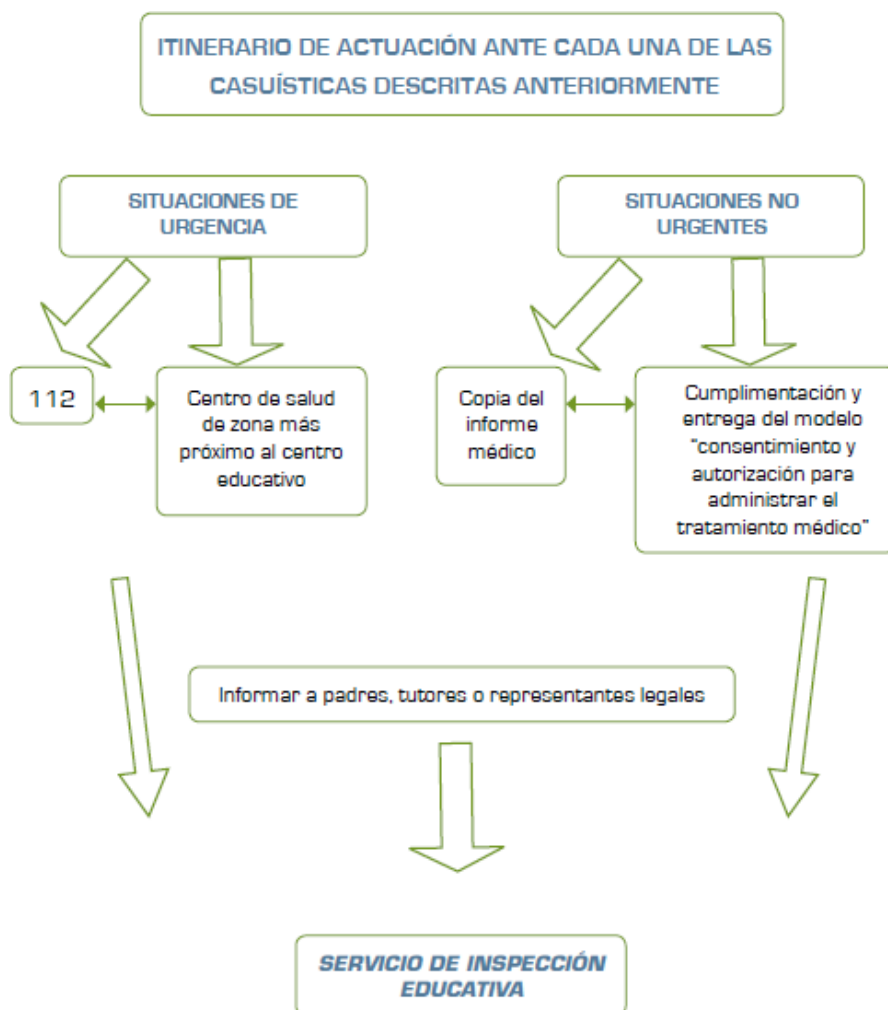 ITINERARIO DE ACTUACIÓN ANTE CADA UNA DE LAS
CASUÍSTICAS DESCRITAS ANTERIORMENTE
SITUACIONES DE
URGENCIA
SITUACIONES NO
URGENTES
112
Centro de salud
de zona más
próximo al centro
educativo
Copia del
informe
médico
Cumplimentación y
entrega del modelo
“consentimiento y
autorización para
administrar el
tratamiento médico”
Informar a padres, tutores o representantes legales
SERVICIO DE INSPECCIÓN
EDUCATIVA